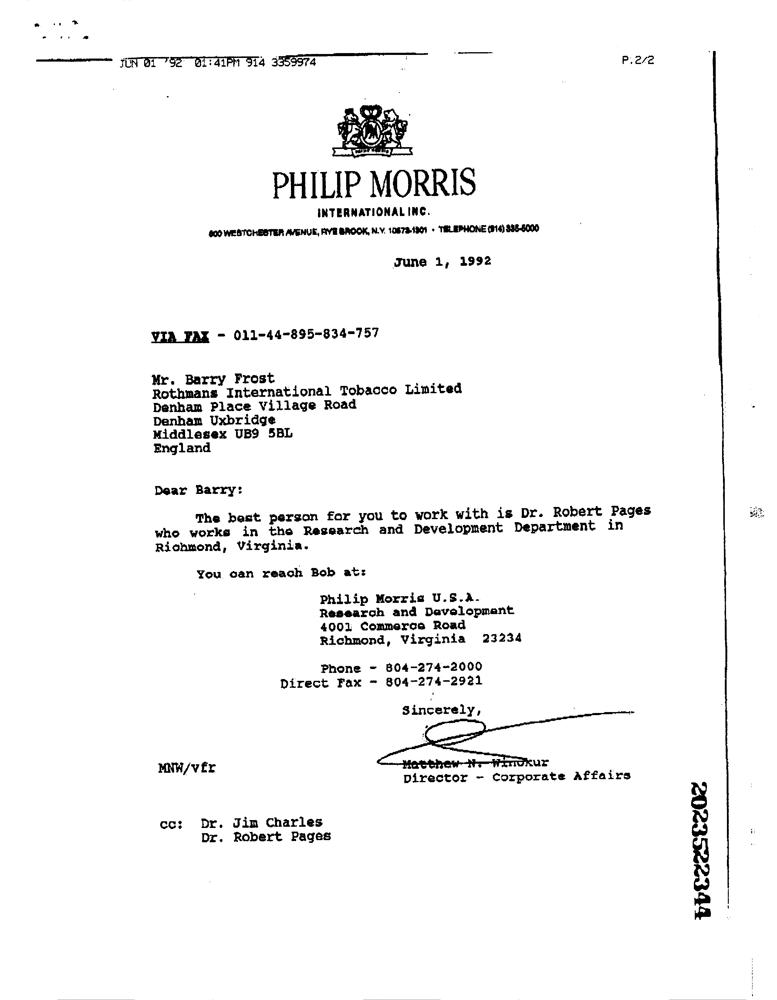 JUN 01 '92 01:41PM 914 3359974 P.2/2
PHILIP MORRIS
INTERNATIONAL INC.
800 WESTCHESTER AVENUE, RYE BROOK, N.Y. 10573-1301 • TELEPHONE (914) 335-5000
June 1, 1992
VIA FAX - 011-44-895-834-757
Mr. Barry Frost
Rothmans International Tobacco Limited
Denham Place Village Road
Denham Uxbridge
Middlesex UB9 5BL
England
Dear Barry:
The best person for you to work with is Dr. Robert Pages
who works in the Research and Development Department in
Richmond, Virginia.
You can reach Bob at:
Philip Morris U.S.A.
Research and Development
4001 Commerce Road
Richmond, Virginia 23234
Phone - 804-274-2000
Direct Fax - 804-274-2921
Sincerely,
Matthew N. Winokur
MNW/vfr
Director - Corporate Affairs
cc: Dr. Jim Charles
Dr. Robert Pages
2023522344